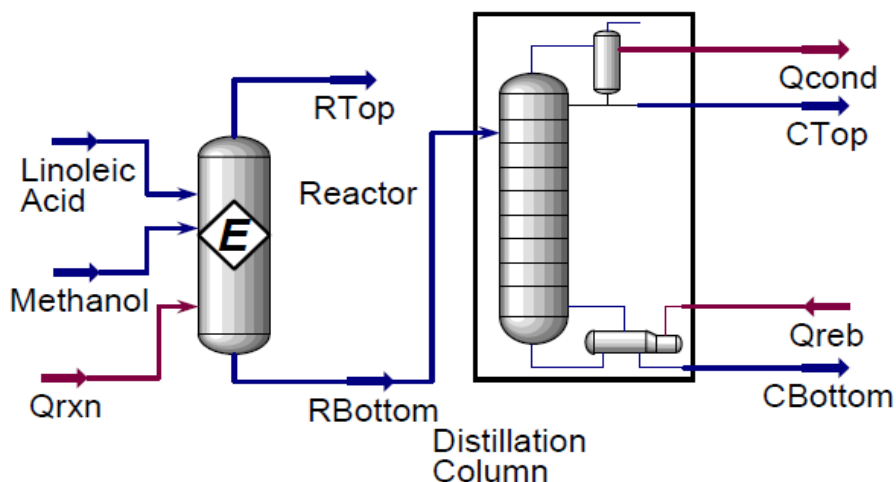 RTop
Qcond
CTop
Linoleic
Acid
Reactor
E
Methanol
Qreb
Qrxn
RBottom
CBottom
Distillation
Column